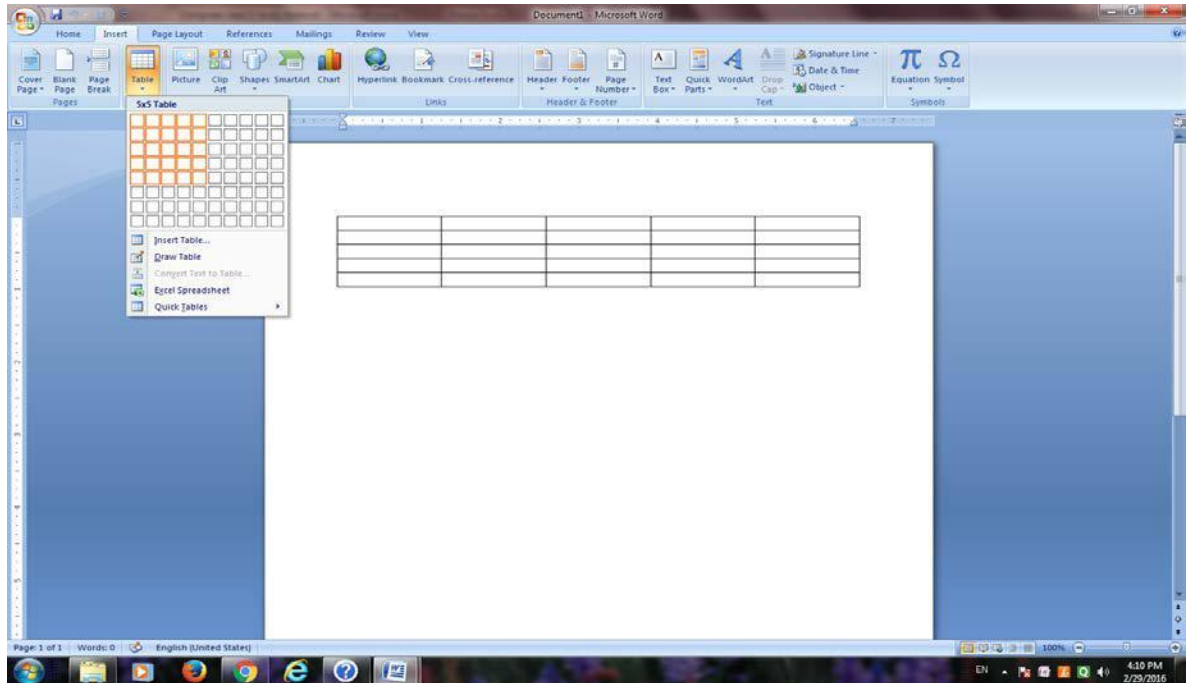 Document1 - Microsoft Word
Home Insert Page Layout References Mailings Review View
Cover Page
Blank Page
Page Break
Table
Picture
Clip Art
Shapes
SmartArt
Chart
Hyperlink
Bookmark
Cross-reference
Header
Footer
Page Number
Text Box
Quick Parts
WordArt
Drop Cap
Signature Line
Date & Time
Object
Equation
Symbol
Pages
Links
Header & Footer
Text
Symbols
5x5 Table
Insert Table...
Draw Table
Convert Text to Table...
Excel Spreadsheet
Quick Tables
Page: 1 of 1 Words: 0 English (United States) 100%
EN 4:10 PM
2/29/2016